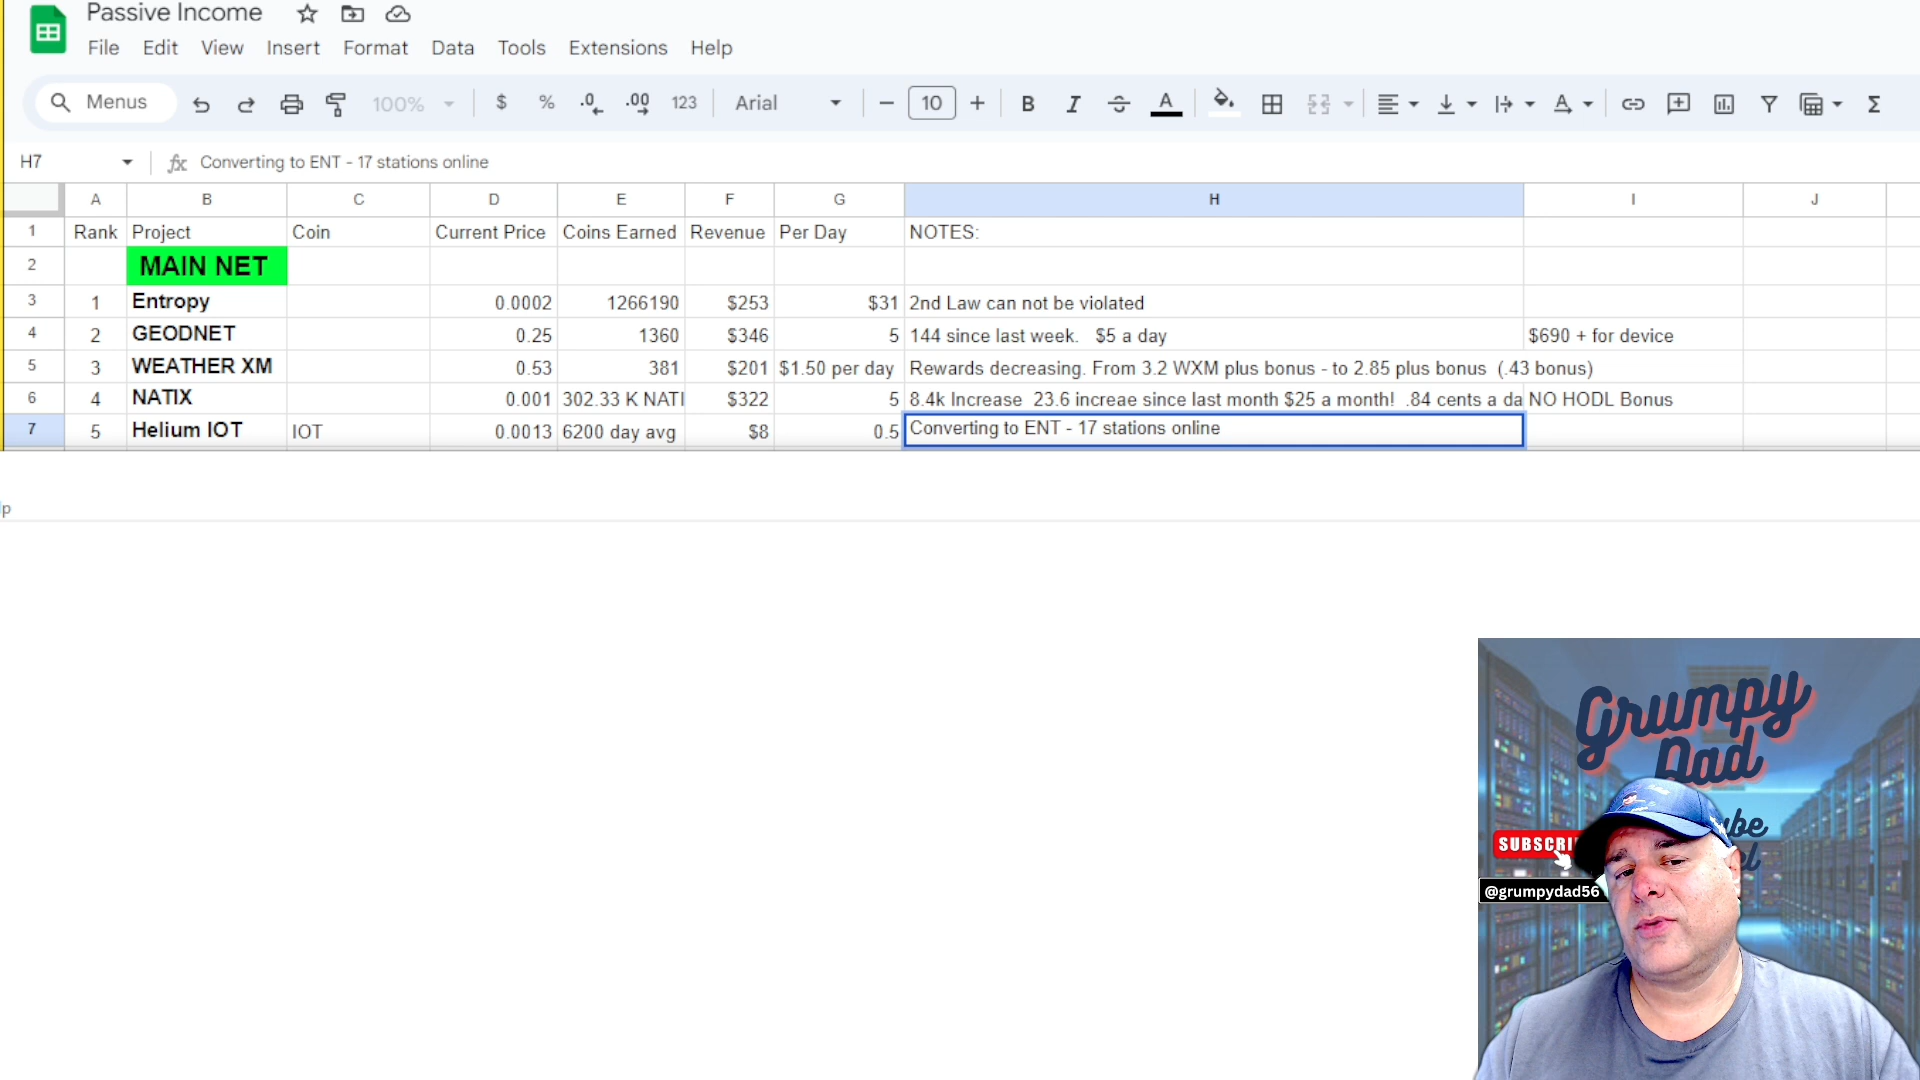 Passive Income
File Edit View Insert Format Data Tools Extensions Help
Menus 100% $ % .0 .00 123 Arial 10 B I A A Σ
H7 fx Converting to ENT - 17 stations online
A B C D E F G H I J
1 Rank Project Coin Current Price Coins Earned Revenue Per Day NOTES:
2 MAIN NET
3 1 Entropy 0.0002 1266190 $253 $31 2nd Law can not be violated
4 2 GEODNET 0.25 1360 $346 5 144 since last week. $5 a day $690 + for device
5 3 WEATHER XM 0.53 381 $201 $1.50 per day Rewards decreasing. From 3.2 WXM plus bonus - to 2.85 plus bonus (.43 bonus)
6 4 NATIX 0.001 302.33 K NATI $322 5 8.4k Increase 23.6 increae since last month $25 a month! .84 cents a da NO HODL Bonus
7 5 Helium IOT IOT 0.0013 6200 day avg $8 0.5 Converting to ENT - 17 stations online
lp
Grumpy
Dad
SUBSCRI
@grumpydad56